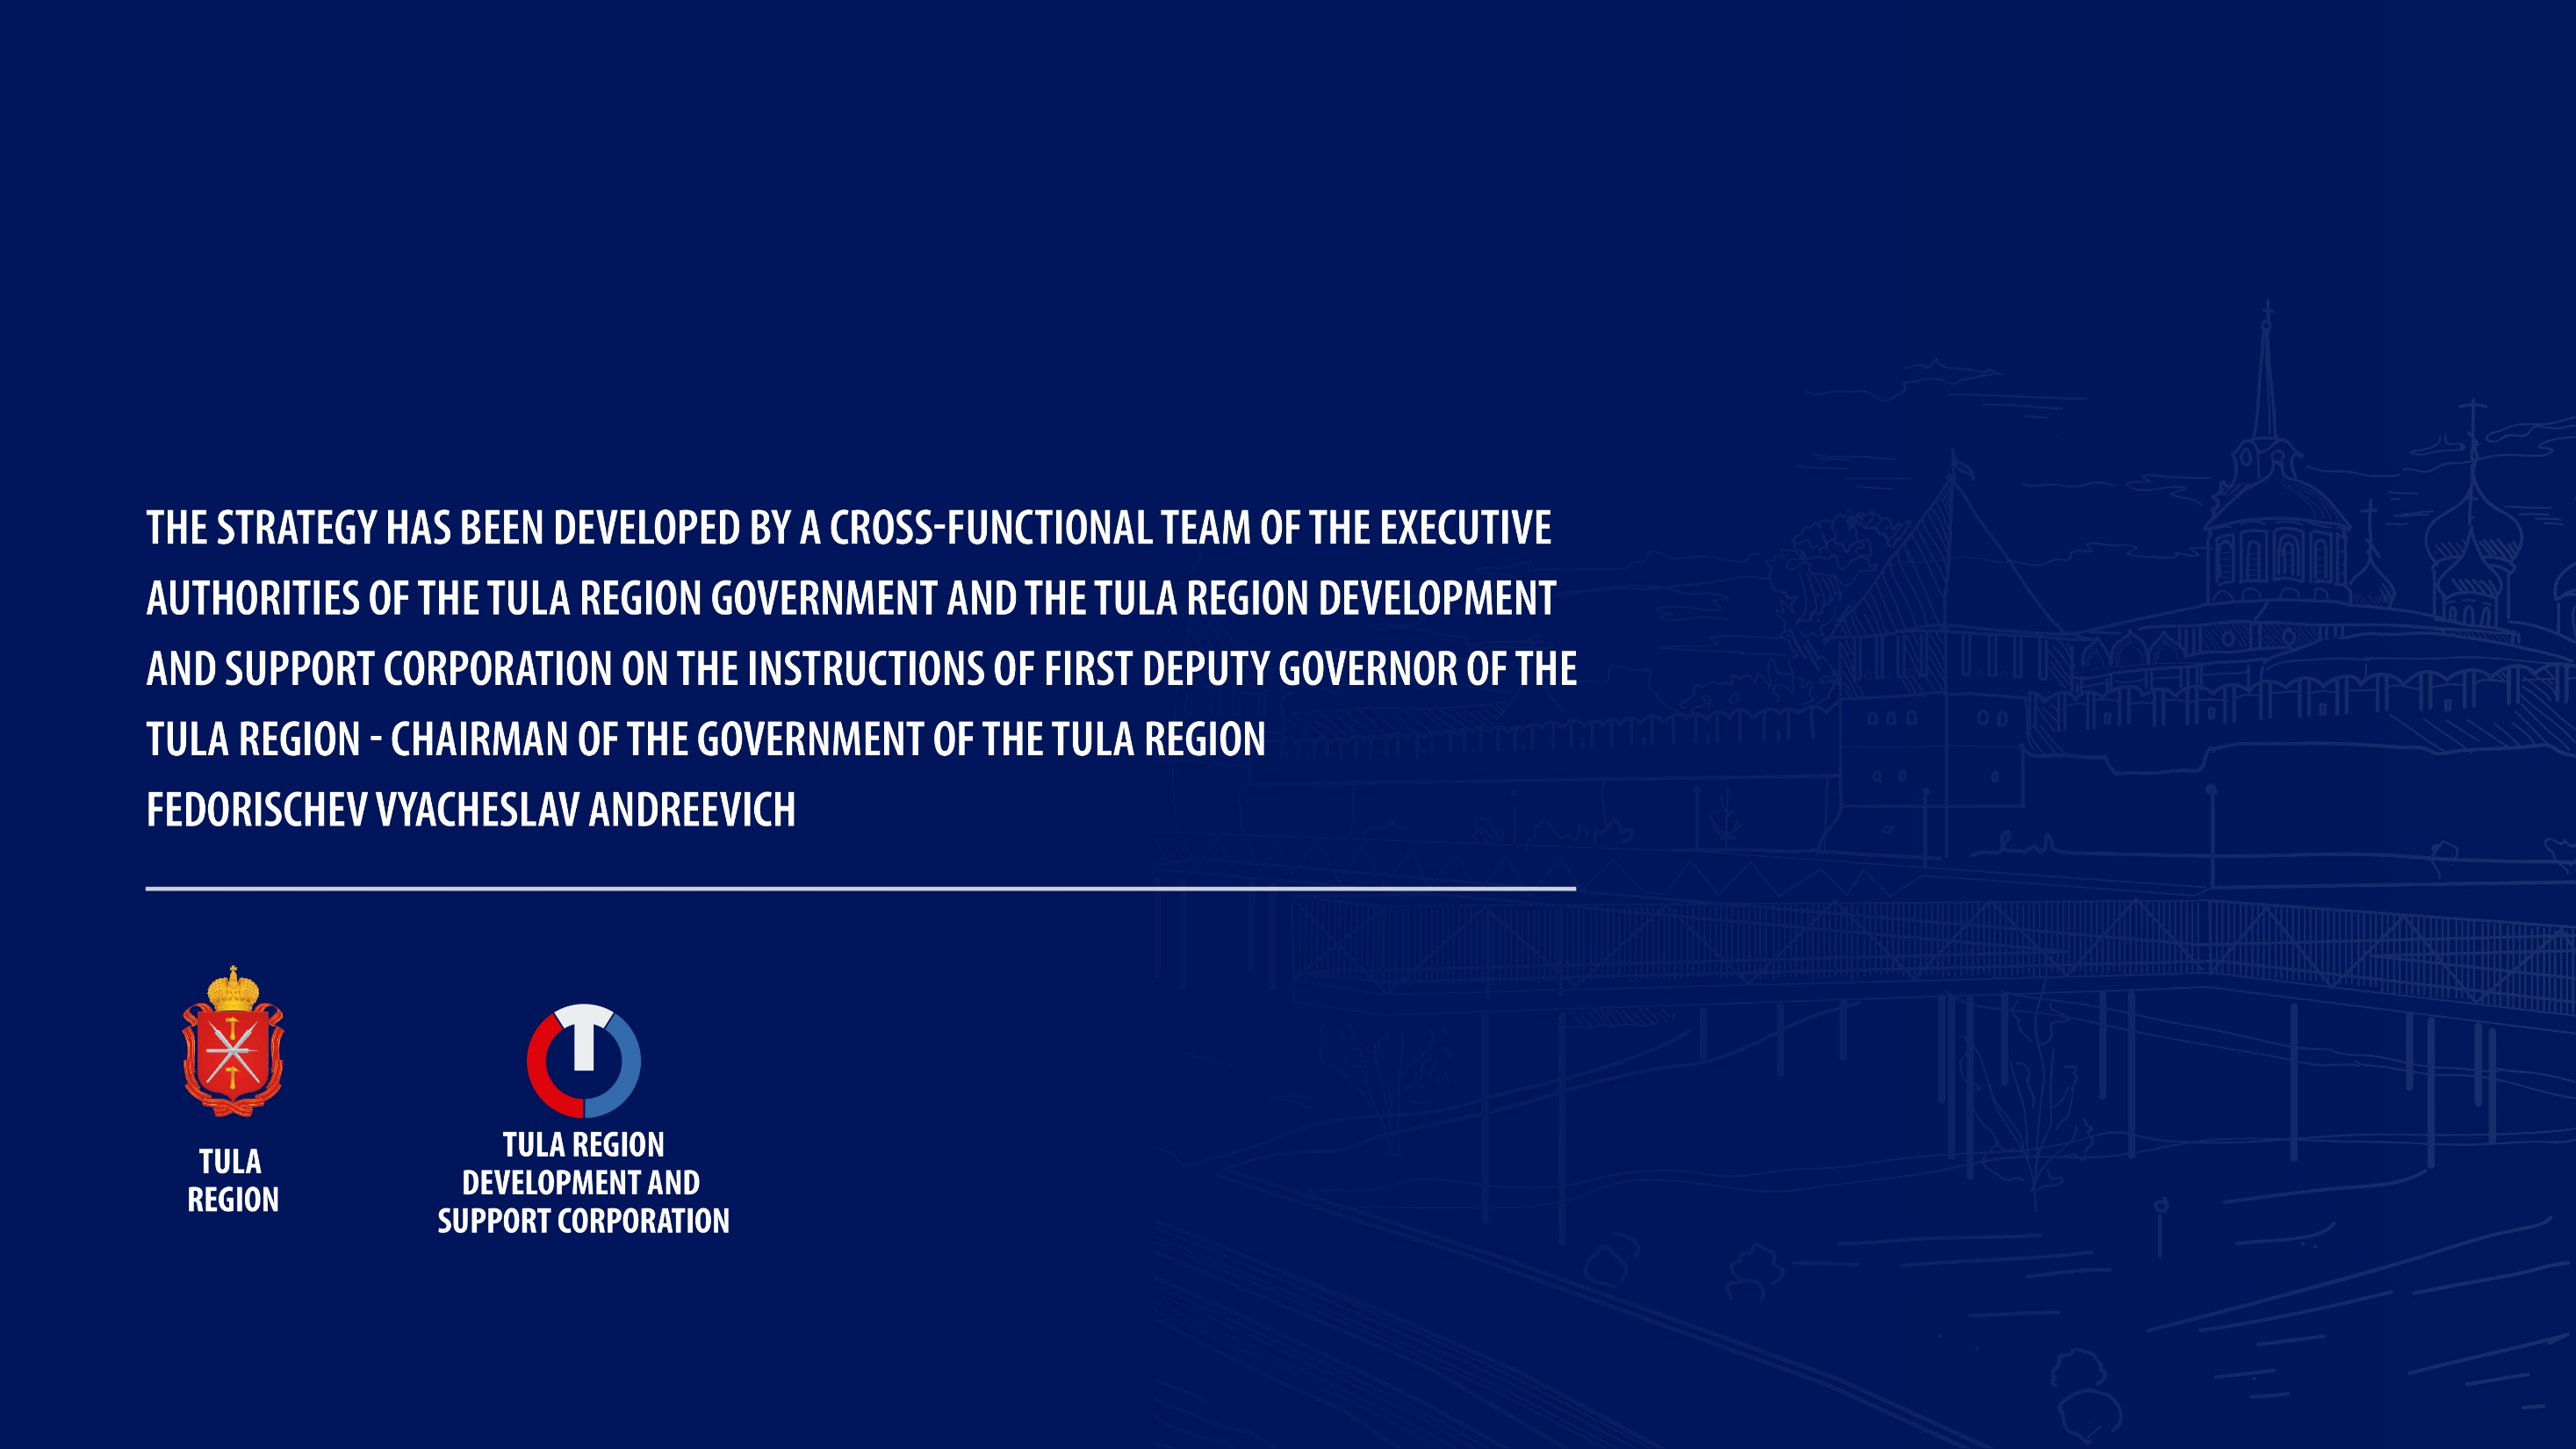 THE STRATEGY HAS BEEN DEVELOPED BY A CROSS-FUNCTIONAL TEAM OF THE EXECUTIVE
AUTHORITIES OF THE TULA REGION GOVERNMENT AND THE TULA REGION DEVELOPMENT
AND SUPPORT CORPORATION ON THE INSTRUCTIONS OF FIRST DEPUTY GOVERNOR OF THE
TULA REGION - CHAIRMAN OF THE GOVERNMENT OF THE TULA REGION
FEDORISCHEV VYACHESLAV ANDREEVICH
TULA
REGION
TULA REGION
DEVELOPMENT AND
SUPPORT CORPORATION